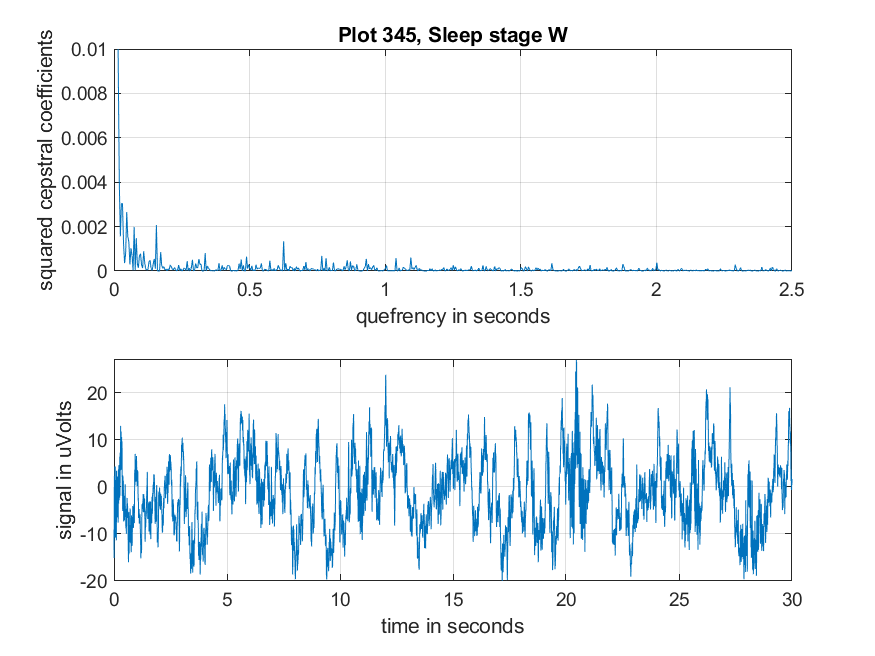 Plot 345, Sleep stage W
squared cepstral coefficients
0.01
0.008
0.006
0.004
0.002
0
0 0.5 1 1.5 2 2.5
quefrency in seconds
signal in uVolts
20
10
0
-10
-20
0 5 10 15 20 25 30
time in seconds